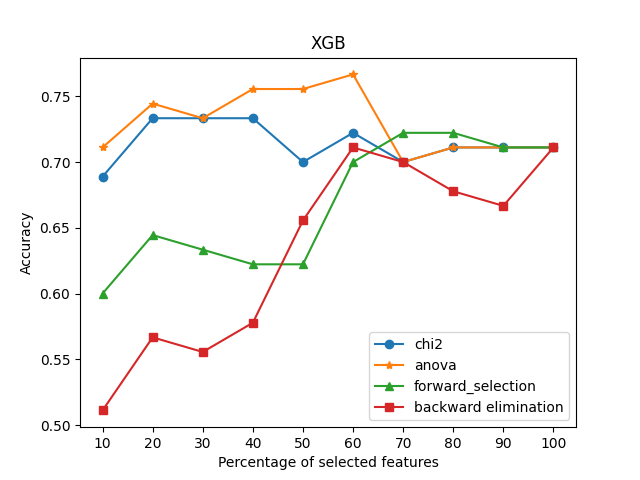 XGB
Accuracy
0.75
0.70
0.65
0.60
0.55
0.50
10 20 30 40 50 60 70 80 90 100
Percentage of selected features
chi2
anova
forward_selection
backward elimination